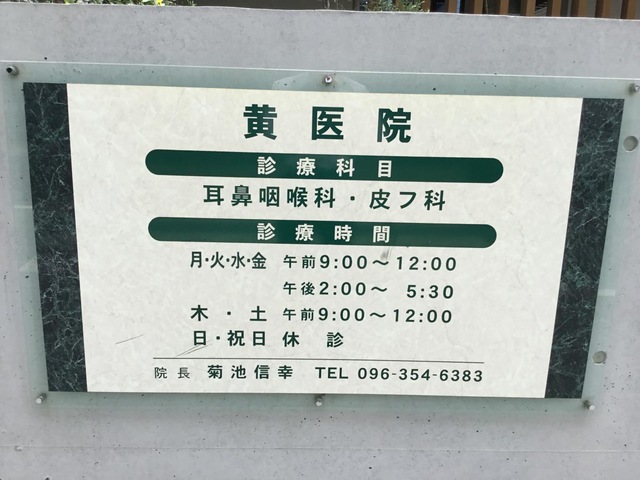 黄医院
診療科目
耳鼻咽喉科・皮フ科
診療時間
月・火・水・金 午前9:00～12:00
午後2:00～ 5:30
木・土 午前9:00～12:00
日・祝日 休診
院長 菊池信幸 TEL 096-354-6383